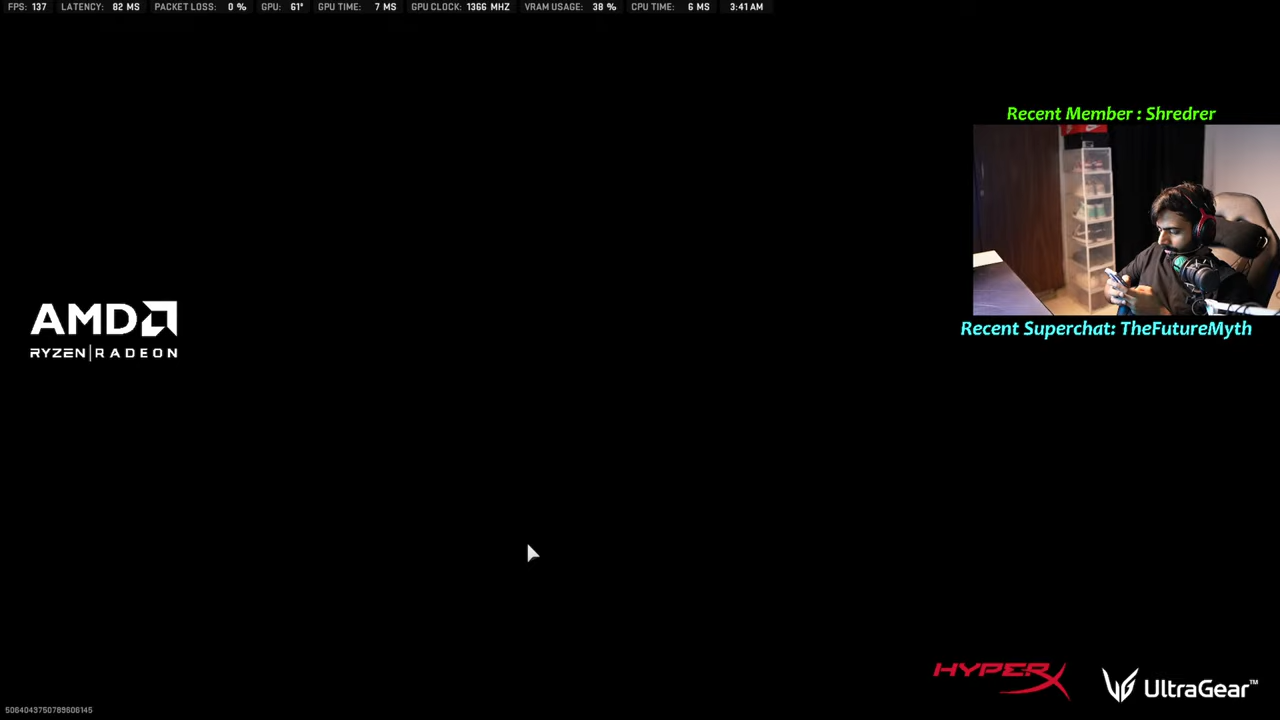 FPS: 137 LATENCY: 82 MS PACKET LOSS: 0 % GPU: 61° GPU TIME: 7 MS GPU CLOCK: 1366 MHZ VRAM USAGE: 38 % CPU TIME: 6 MS 3:41 AM
Recent Member : Shredrer
Recent Superchat: TheFutureMyth
AMD
RYZEN|RADEON
HYPERX
UltraGear™
5064043750789606145